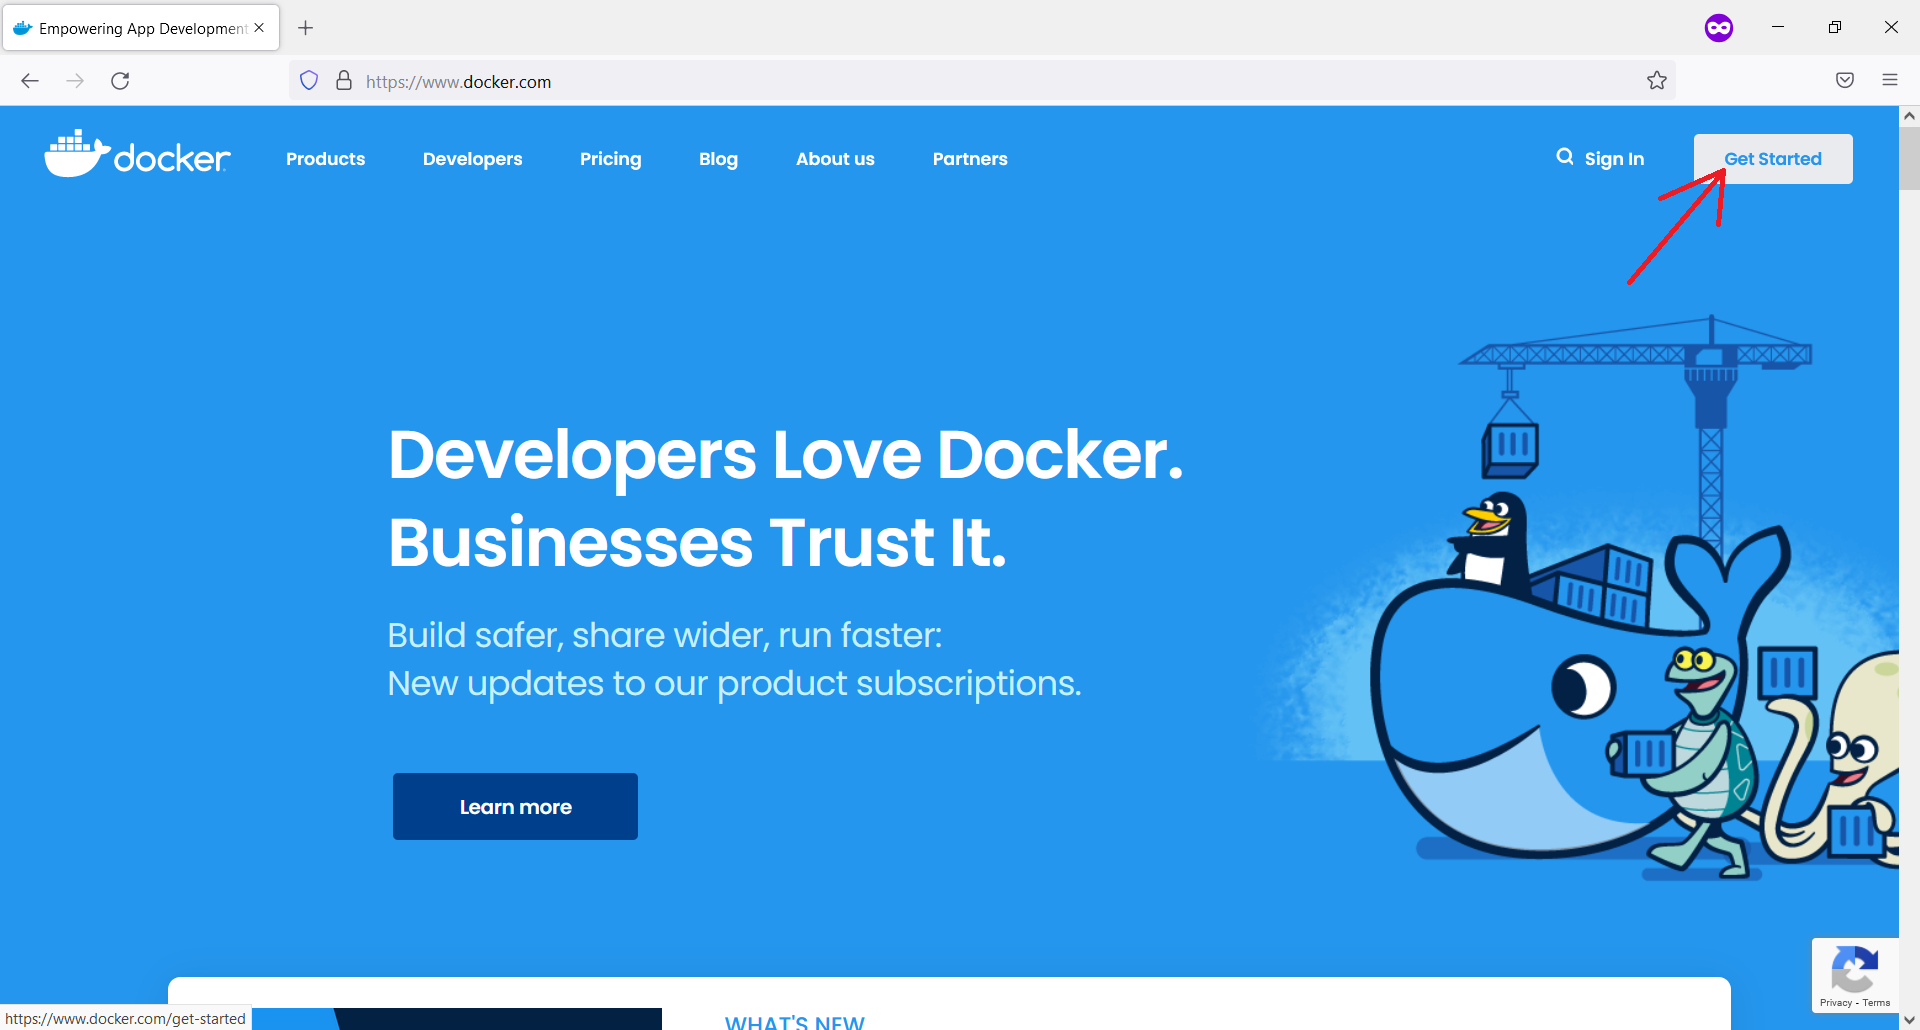 Empowering App Development
https://www.docker.com
docker
Products
Developers
Pricing
Blog
About us
Partners
Sign In
Get Started
Developers Love Docker.
Businesses Trust It.
Build safer, share wider, run faster:
New updates to our product subscriptions.
Learn more
WHAT'S NEW
Privacy - Terms
https://www.docker.com/get-started